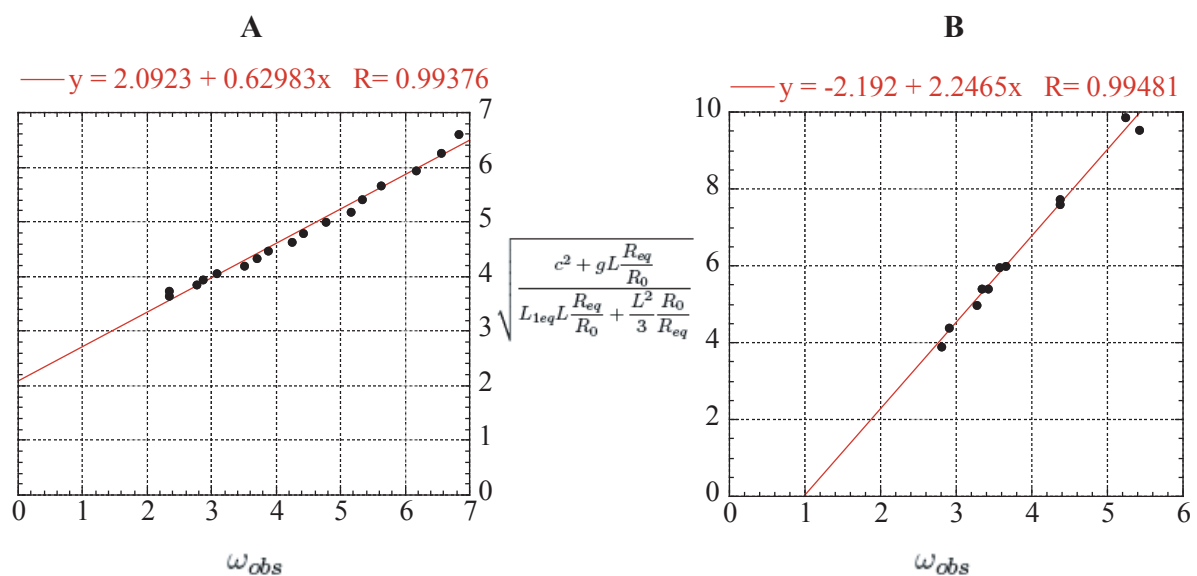 A
y = 2.0923 + 0.62983x R= 0.99376
7
6
5
4
3
2
1
0
0 1 2 3 4 5 6 7
ω_obs
√((c² + gL R_eq/R_0) / (L_1eq L R_eq/R_0 + L²/3 R_0/R_eq))
B
y = -2.192 + 2.2465x R= 0.99481
10
8
6
4
2
0
0 1 2 3 4 5 6
ω_obs